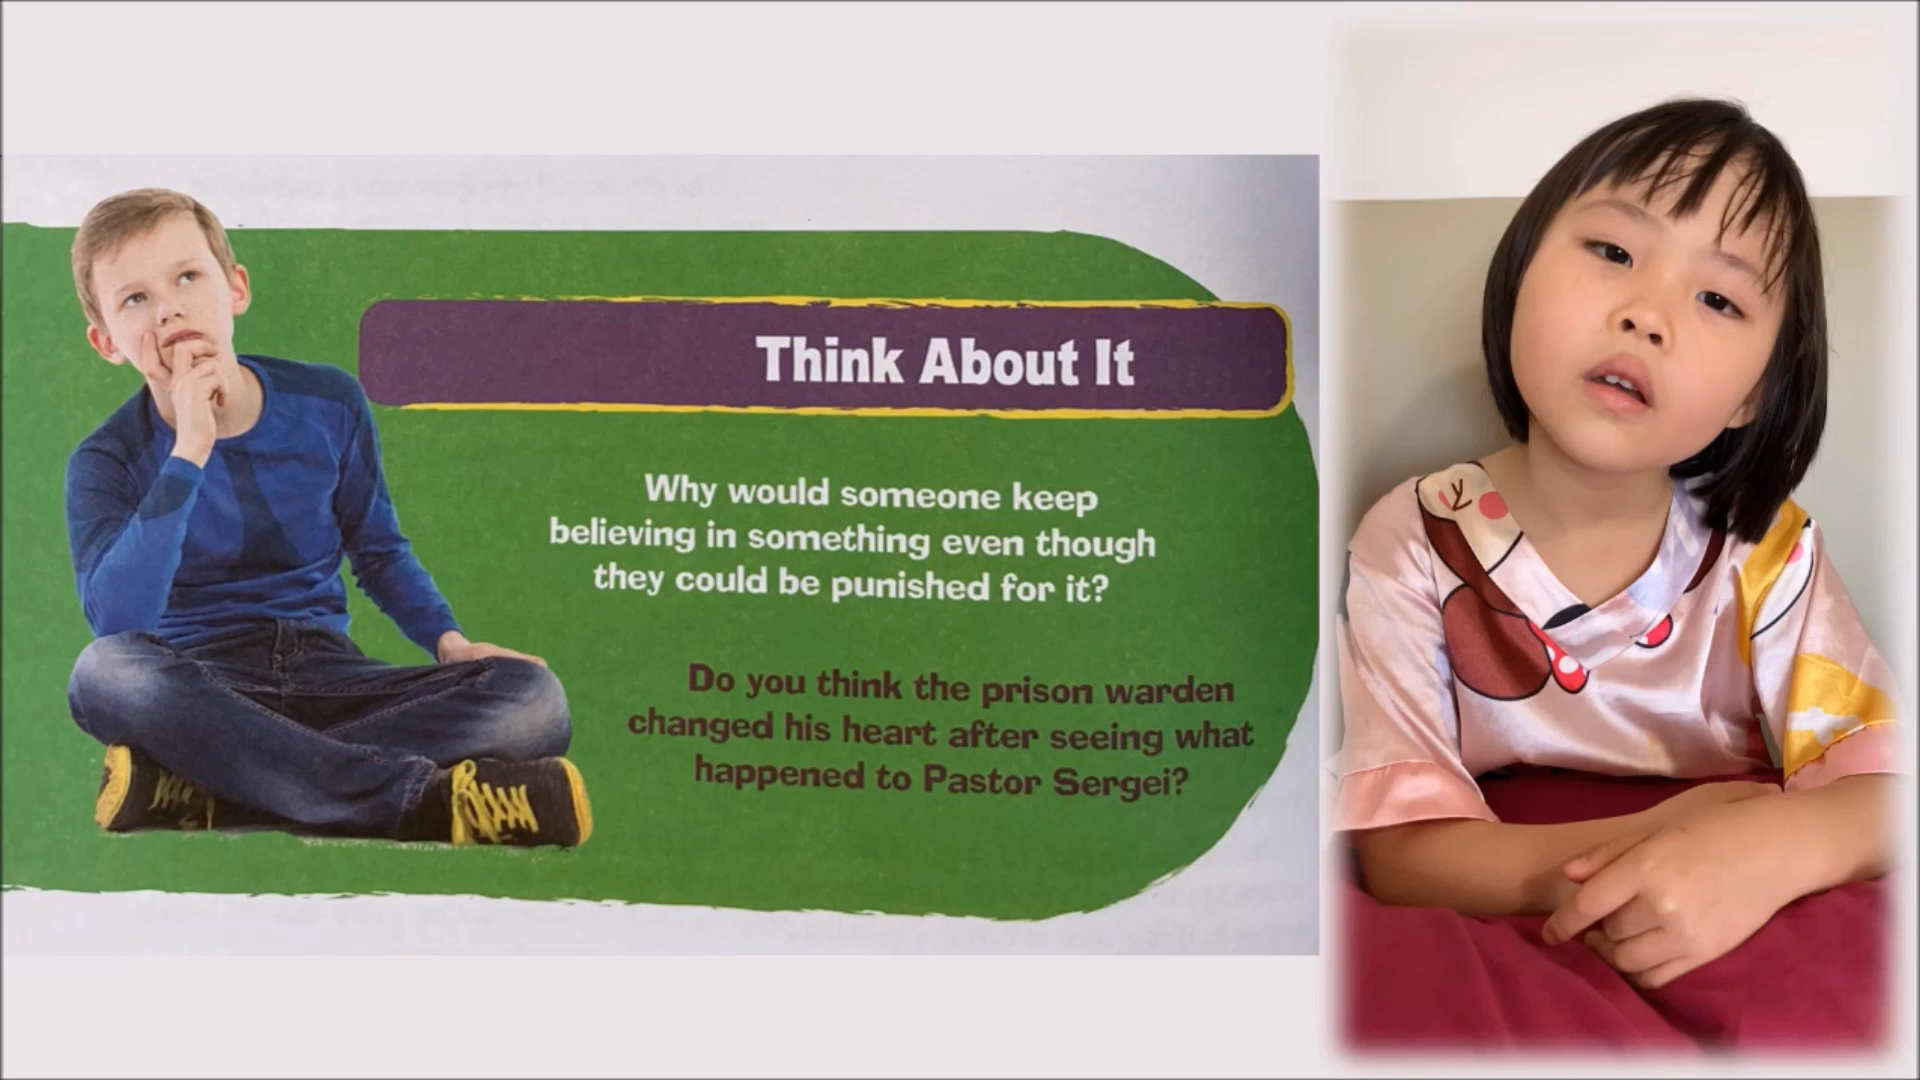 Think About It
Why would someone keep
believing in something even though
they could be punished for it?
Do you think the prison warden
changed his heart after seeing what
happened to Pastor Sergei?